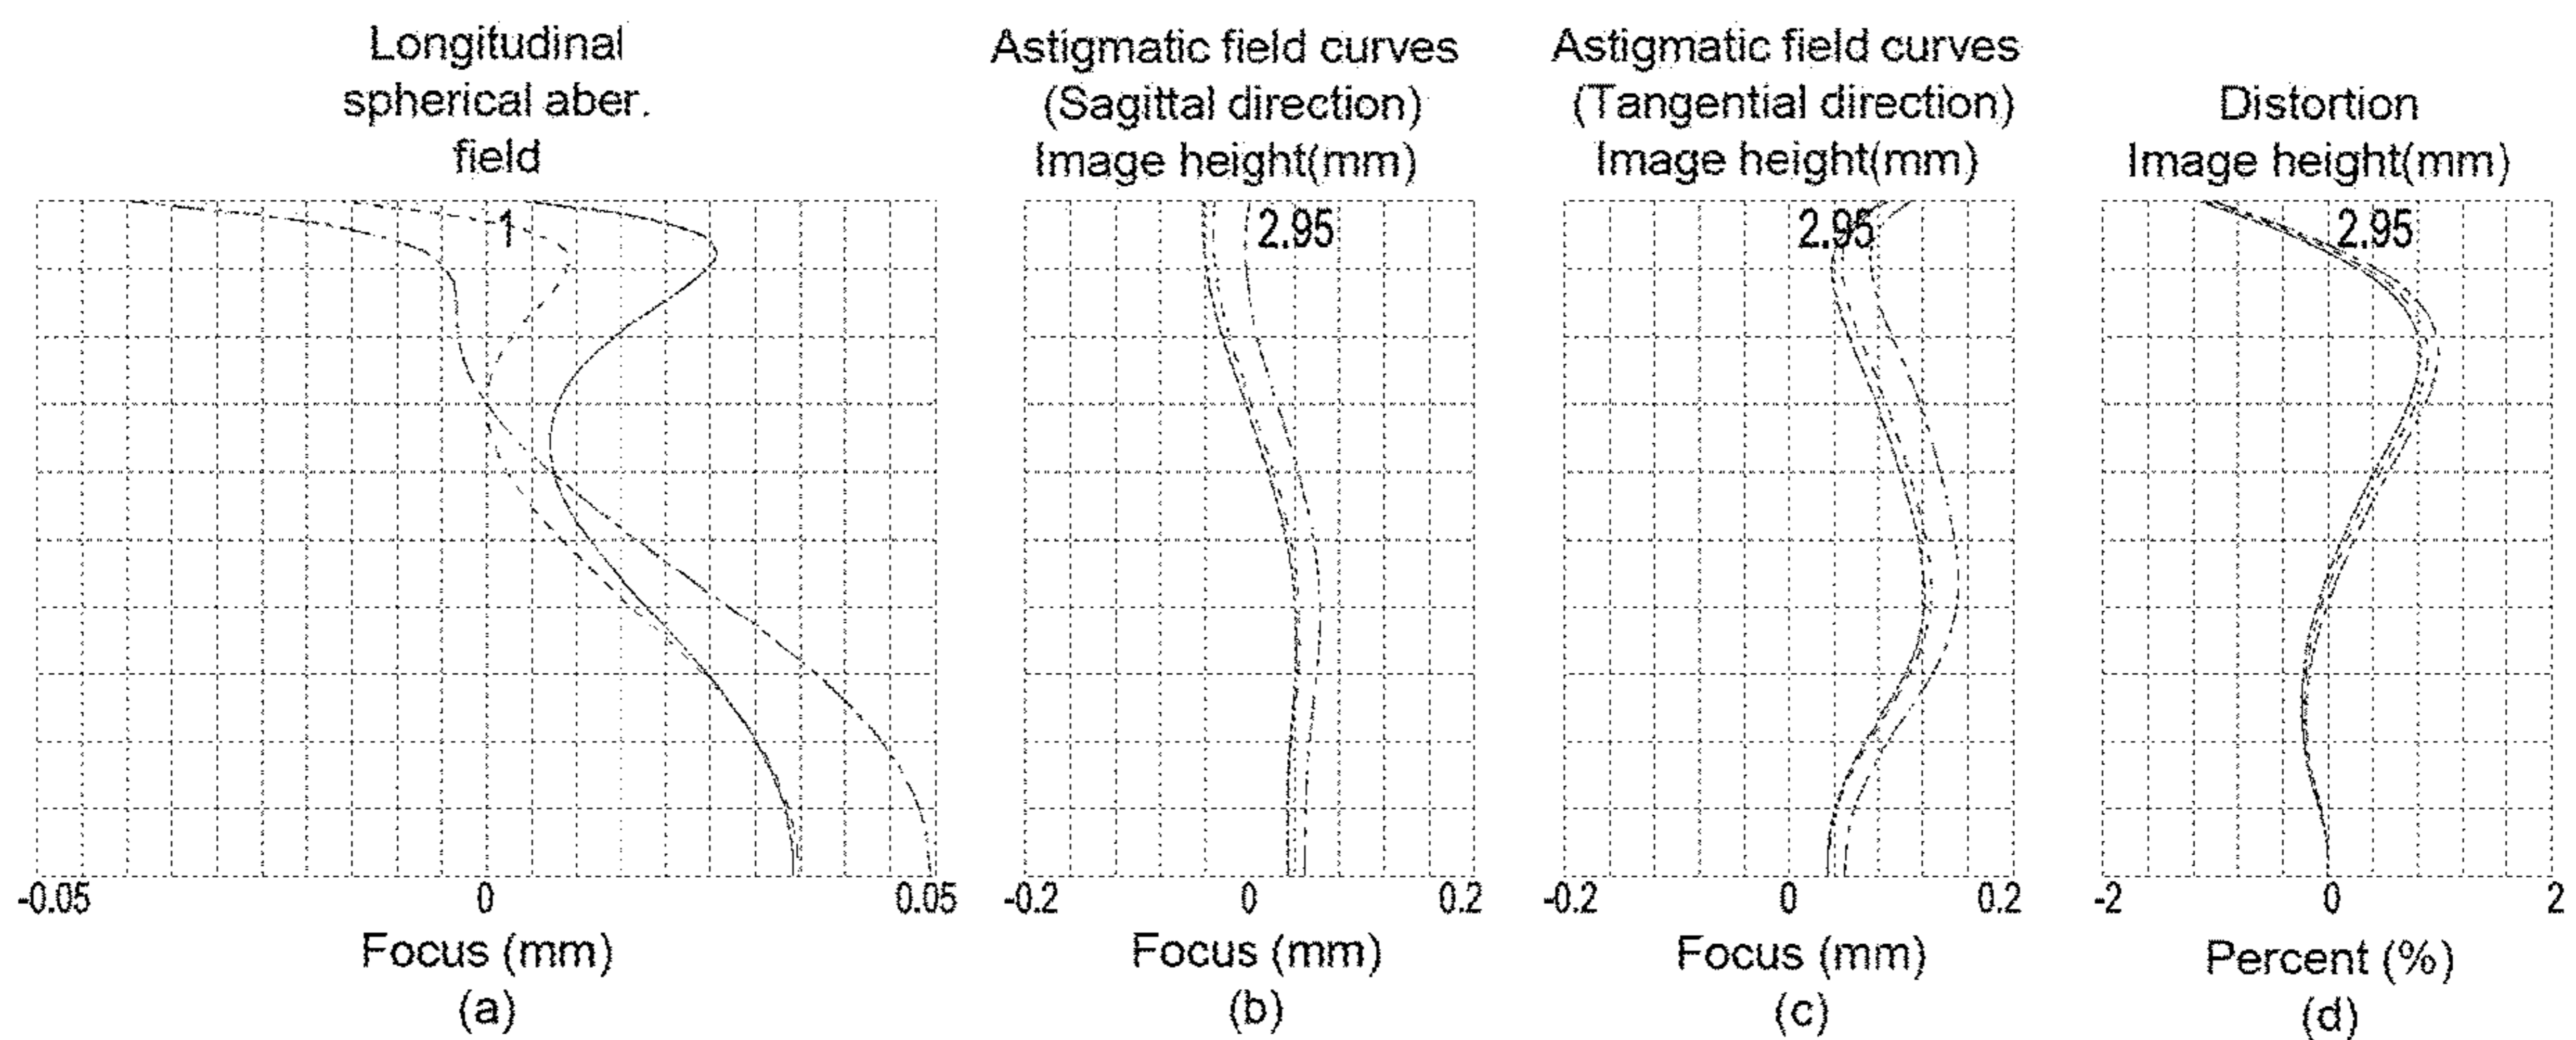 Longitudinal
spherical aber.
field
1
-0.05 0 0.05
Focus (mm)
(a)
Astigmatic field curves
(Sagittal direction)
Image height(mm)
2.95
-0.2 0 0.2
Focus (mm)
(b)
Astigmatic field curves
(Tangential direction)
Image height(mm)
2.95
-0.2 0 0.2
Focus (mm)
(c)
Distortion
Image height(mm)
2.95
-2 0 2
Percent (%)
(d)